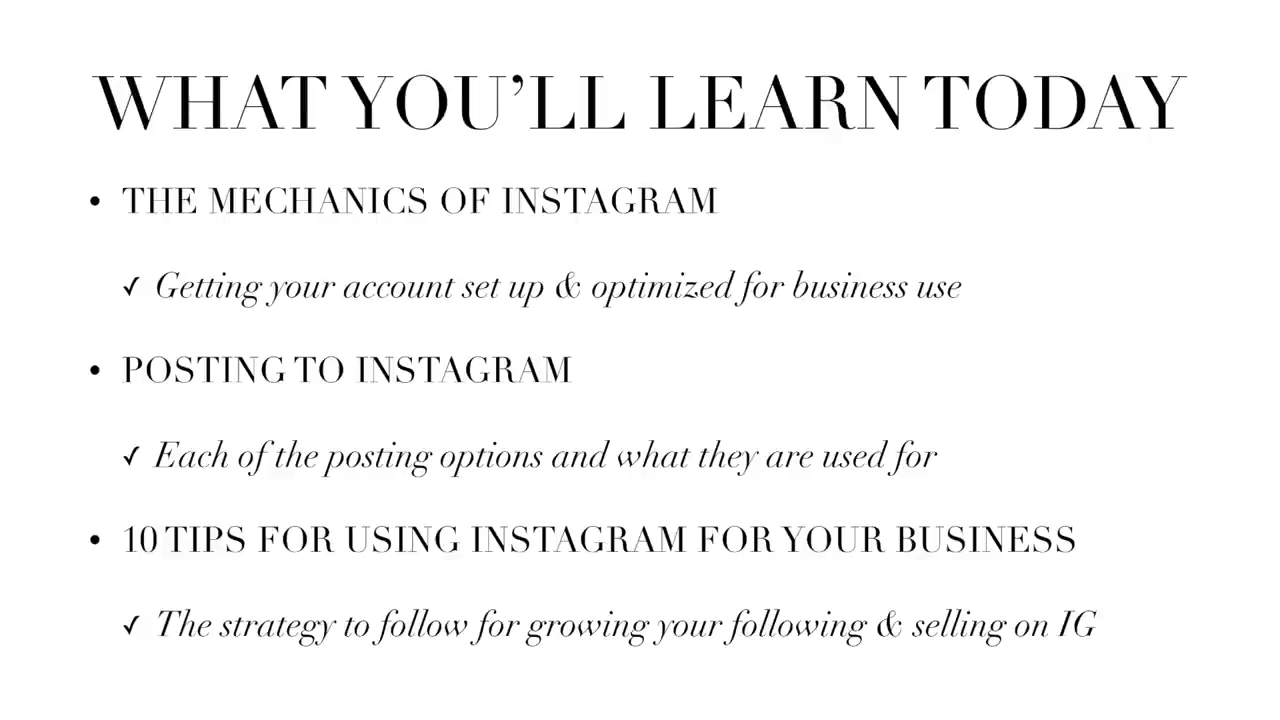 WHAT YOU’LL LEARN TODAY
• THE MECHANICS OF INSTAGRAM
✓ Getting your account set up & optimized for business use
• POSTING TO INSTAGRAM
✓ Each of the posting options and what they are used for
• 10 TIPS FOR USING INSTAGRAM FOR YOUR BUSINESS
✓ The strategy to follow for growing your following & selling on IG